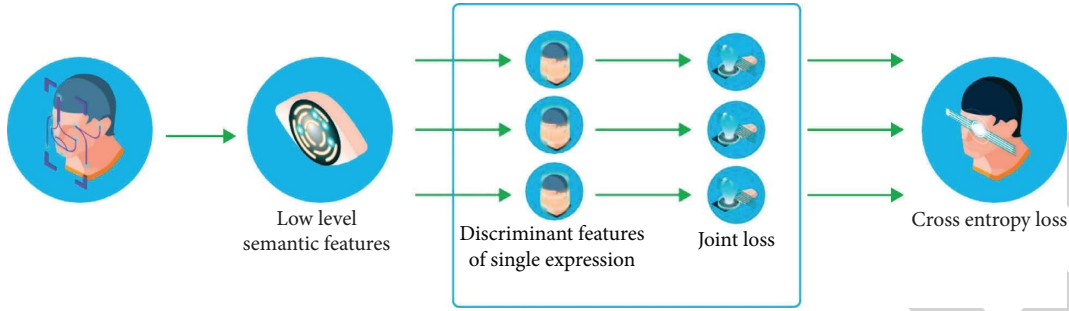 Low level
semantic features
Discriminant features
of single expression
Joint loss
Cross entropy loss